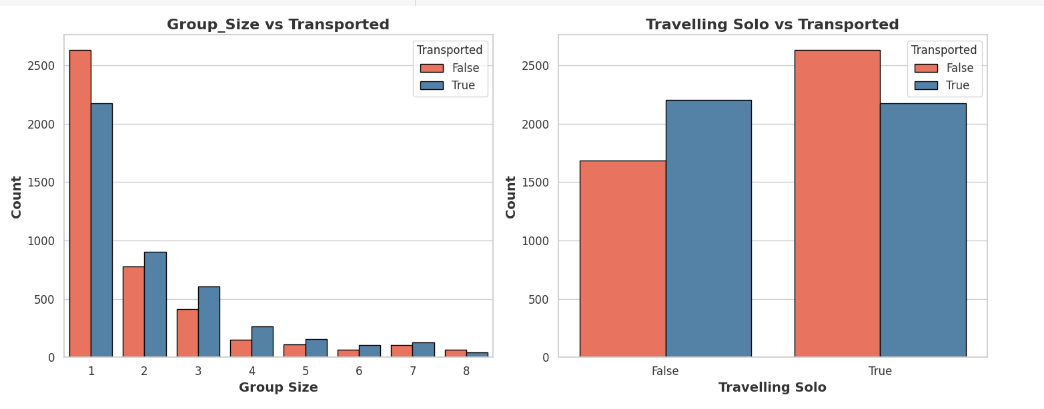 Group_Size vs Transported
Transported
False
True
2500
2000
1500
1000
500
0
Count
1 2 3 4 5 6 7 8
Group Size
Travelling Solo vs Transported
Transported
False
True
2500
2000
1500
1000
500
0
Count
False True
Travelling Solo